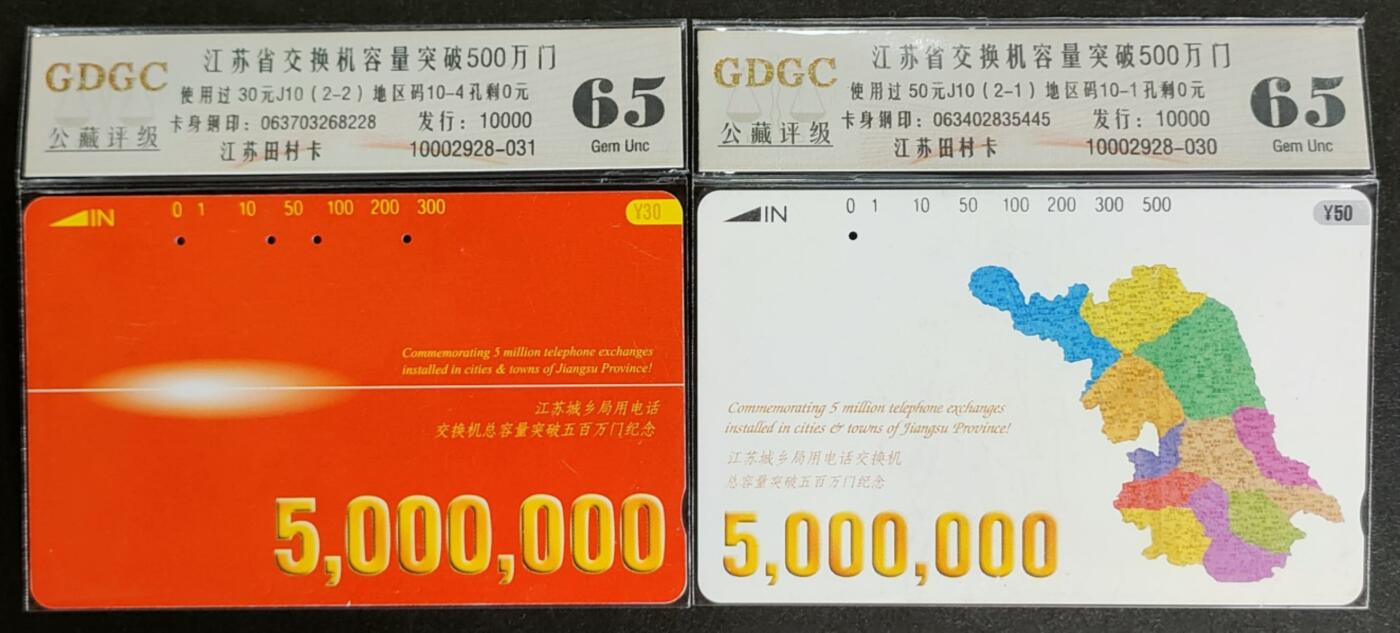 GDGC
公藏评级
江苏省交换机容量突破500万门
使用过 30元J10（2-2）地区码10-4孔剩0元
卡身钢印：063703268228 发行：10000
江苏田村卡 10002928-031
65
Gem Unc
IN 0 1 10 50 100 200 300 ¥30
Commemorating 5 million telephone exchanges
installed in cities & towns of Jiangsu Province!
江苏城乡局用电话
交换机总容量突破五百万门纪念
5,000,000
GDGC
公藏评级
江苏省交换机容量突破500万门
使用过 50元J10（2-1）地区码10-1孔剩0元
卡身钢印：063402835445 发行：10000
江苏田村卡 10002928-030
65
Gem Unc
IN 0 1 10 50 100 200 300 500 ¥50
Commemorating 5 million telephone exchanges
installed in cities & towns of Jiangsu Province!
江苏城乡局用电话交换机
总容量突破五百万门纪念
5,000,000